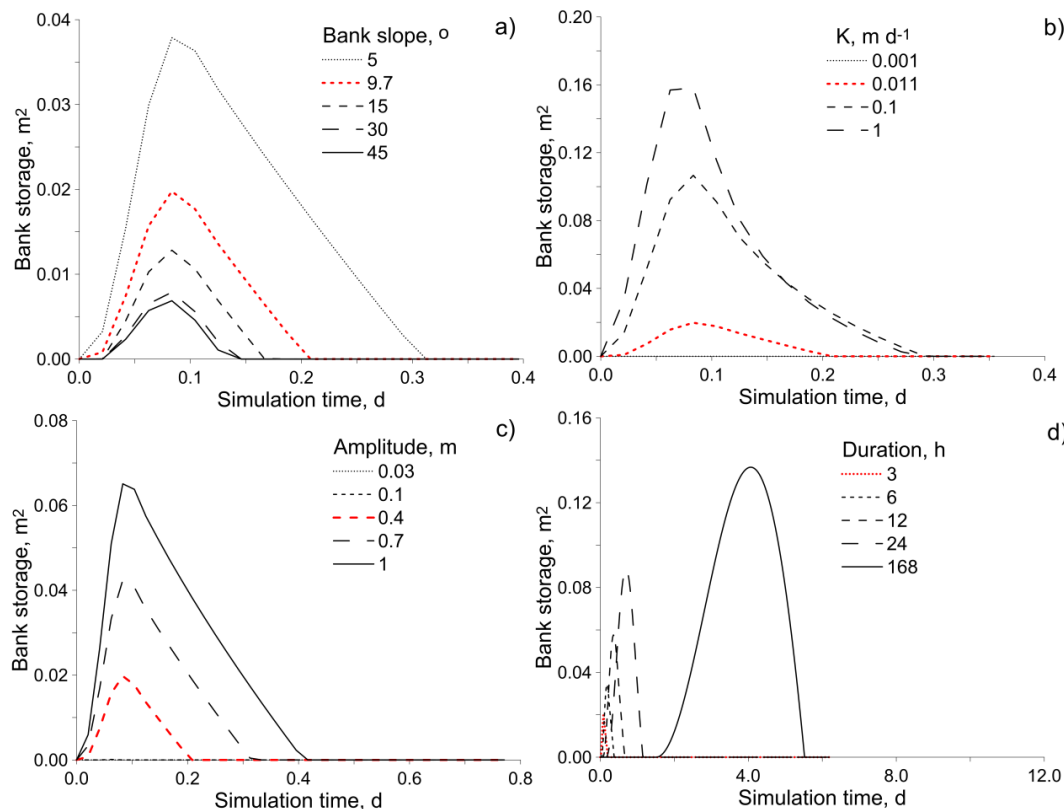 a)
Bank slope, o
5
9.7
15
30
45
0.04
0.03
0.02
0.01
0.00
Bank storage, m2
0.0 0.1 0.2 0.3 0.4
Simulation time, d
b)
K, m d-1
0.001
0.011
0.1
1
0.20
0.16
0.12
0.08
0.04
0.00
Bank storage, m2
0.0 0.1 0.2 0.3 0.4
Simulation time, d
c)
Amplitude, m
0.03
0.1
0.4
0.7
1
0.08
0.06
0.04
0.02
0.00
Bank storage, m2
0.0 0.2 0.4 0.6 0.8
Simulation time, d
d)
Duration, h
3
6
12
24
168
0.16
0.12
0.08
0.04
0.00
Bank storage, m2
0.0 4.0 8.0 12.0
Simulation time, d